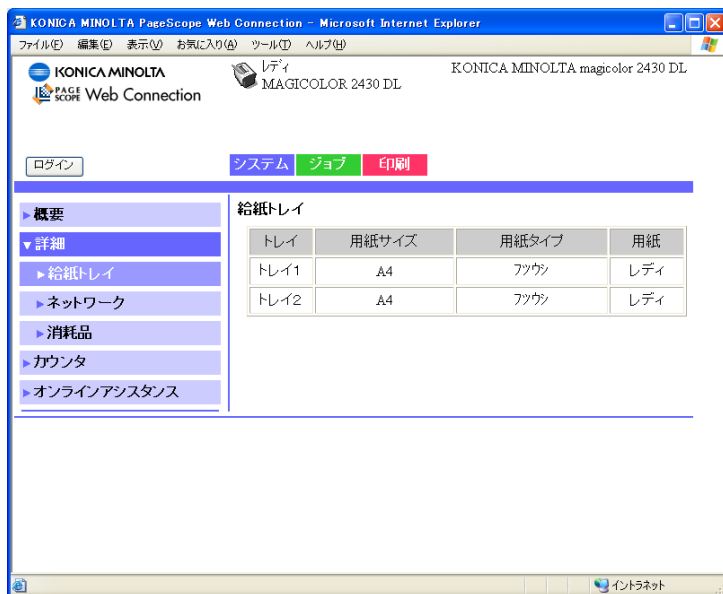 KONICA MINOLTA PageScope Web Connection - Microsoft Internet Explorer
ファイル(F) 編集(E) 表示(V) お気に入り(A) ツール(T) ヘルプ(H)
KONICA MINOLTA
PAGE SCOPE Web Connection
レディ
MAGICOLOR 2430 DL
KONICA MINOLTA magicolor 2430 DL
ログイン
システム ジョブ 印刷
概要
詳細
給紙トレイ
ネットワーク
消耗品
カウンタ
オンラインアシスタンス
給紙トレイ
トレイ 用紙サイズ 用紙タイプ 用紙
トレイ1 A4 フツウシ レディ
トレイ2 A4 フツウシ レディ
イントラネット